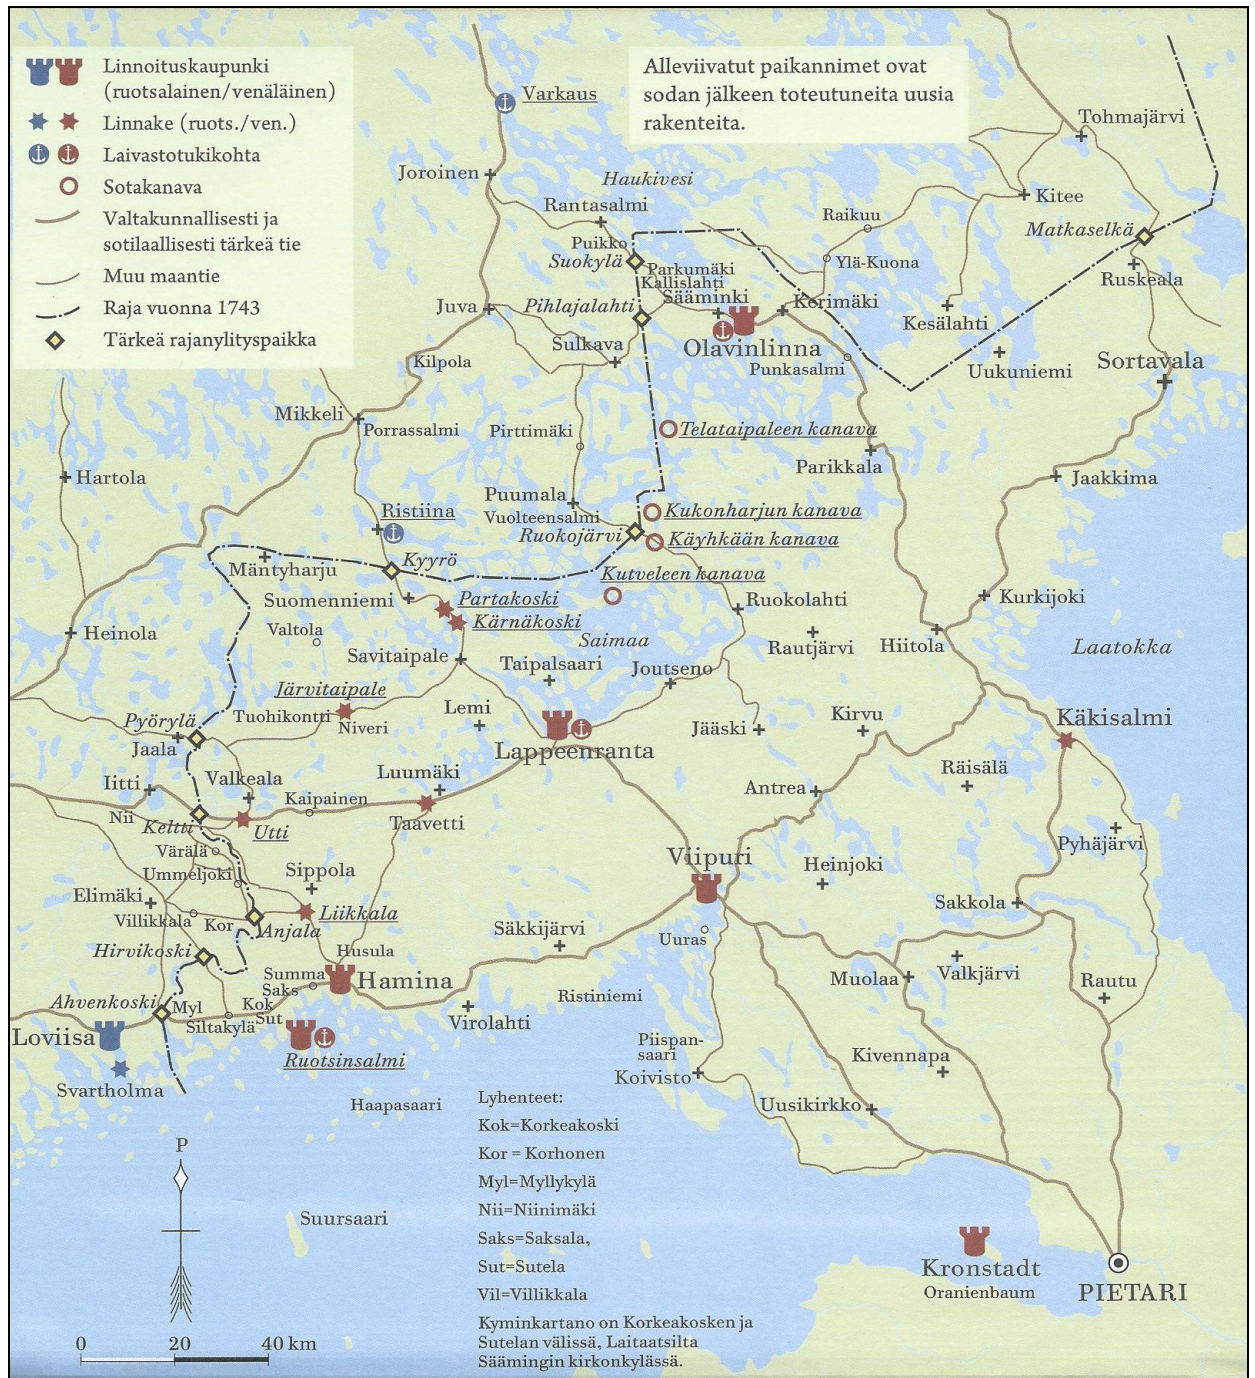 Linnoituskaupunki
(ruotsalainen/venäläinen)
Linnake (ruots./ven.)
Laivastotukikohta
Sotakanava
Valtakunnallisesti ja
sotilaallisesti tärkeä tie
Muu maantie
Raja vuonna 1743
Tärkeä rajanylityspaikka
Alleviivatut paikannimet ovat
sodan jälkeen toteutuneita uusia
rakenteita.
Varkaus
Tohmajärvi
Joroinen
Haukivesi
Kitee
Rantasalmi
Raikuu
Matkaselkä
Puikko
Suokylä
Parkumäki
Ylä-Kuona
Kallislahti
Ruskeala
Juva
Pihlajalahti
Sääminki
Kerimäki
Kesälahti
Sulkava
Olavinlinna
Kilpola
Punkasalmi
Uukuniemi
Sortavala
Mikkeli
Porrassalmi
Pirttimäki
Telataipaleen kanava
Parikkala
Hartola
Jaakkima
Puumala
Ristiina
Vuolteensalmi
Kukonharjun kanava
Ruokojärvi
Käyhkään kanava
Mäntyharju
Kyyrö
Kutveleen kanava
Suomenniemi
Partakoski
Ruokolahti
Kurkijoki
Heinola
Valtola
Kärnäkoski
Saimaa
Rautjärvi
Hiitola
Laatokka
Savitaipale
Taipalsaari
Joutseno
Järvitaipale
Pyörylä
Tuohikontti
Niveri
Lemi
Kirvu
Käkisalmi
Jaala
Lappeenranta
Jääski
Iitti
Valkeala
Luumäki
Räisälä
Kaipainen
Antrea
Nii
Keltti
Utti
Taavetti
Pyhäjärvi
Värälä
Viipuri
Ummeljoki
Sippola
Heinjoki
Elimäki
Sakkola
Villikkala
Kor
Liikkala
Anjala
Säkkijärvi
Uuras
Hirvikoski
Husula
Summa
Hamina
Muolaa
Valkjärvi
Rautu
Saks
Ristiniemi
Ahvenkoski
Myl
Kok
Siltakylä
Sut
Virolahti
Loviisa
Ruotsinsalmi
Piispan-
saari
Kivennapa
Svartholma
Koivisto
Haapasaari
Uusikirkko
Lyhenteet:
Kok=Korkeakoski
Kor = Korhonen
Myl=Myllykylä
Nii=Niinimäki
Saks=Saksala,
Sut=Sutela
Vil=Villikkala
Kyminkartano on Korkeakosken ja
Sutelan välissä, Laitaatsilta
Säämingin kirkonkylässä.
P
Suursaari
Kronstadt
Oranienbaum
PIETARI
0 20 40 km